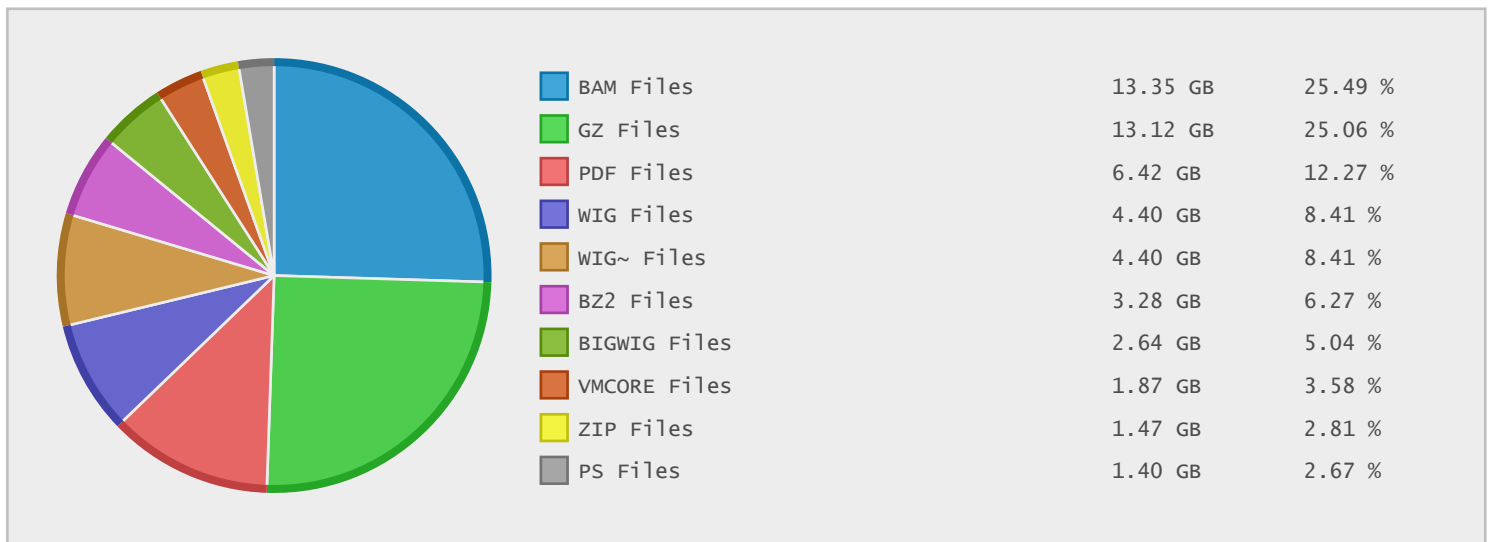 BAM Files 13.35 GB 25.49 %
GZ Files 13.12 GB 25.06 %
PDF Files 6.42 GB 12.27 %
WIG Files 4.40 GB 8.41 %
WIG~ Files 4.40 GB 8.41 %
BZ2 Files 3.28 GB 6.27 %
BIGWIG Files 2.64 GB 5.04 %
VMCORE Files 1.87 GB 3.58 %
ZIP Files 1.47 GB 2.81 %
PS Files 1.40 GB 2.67 %